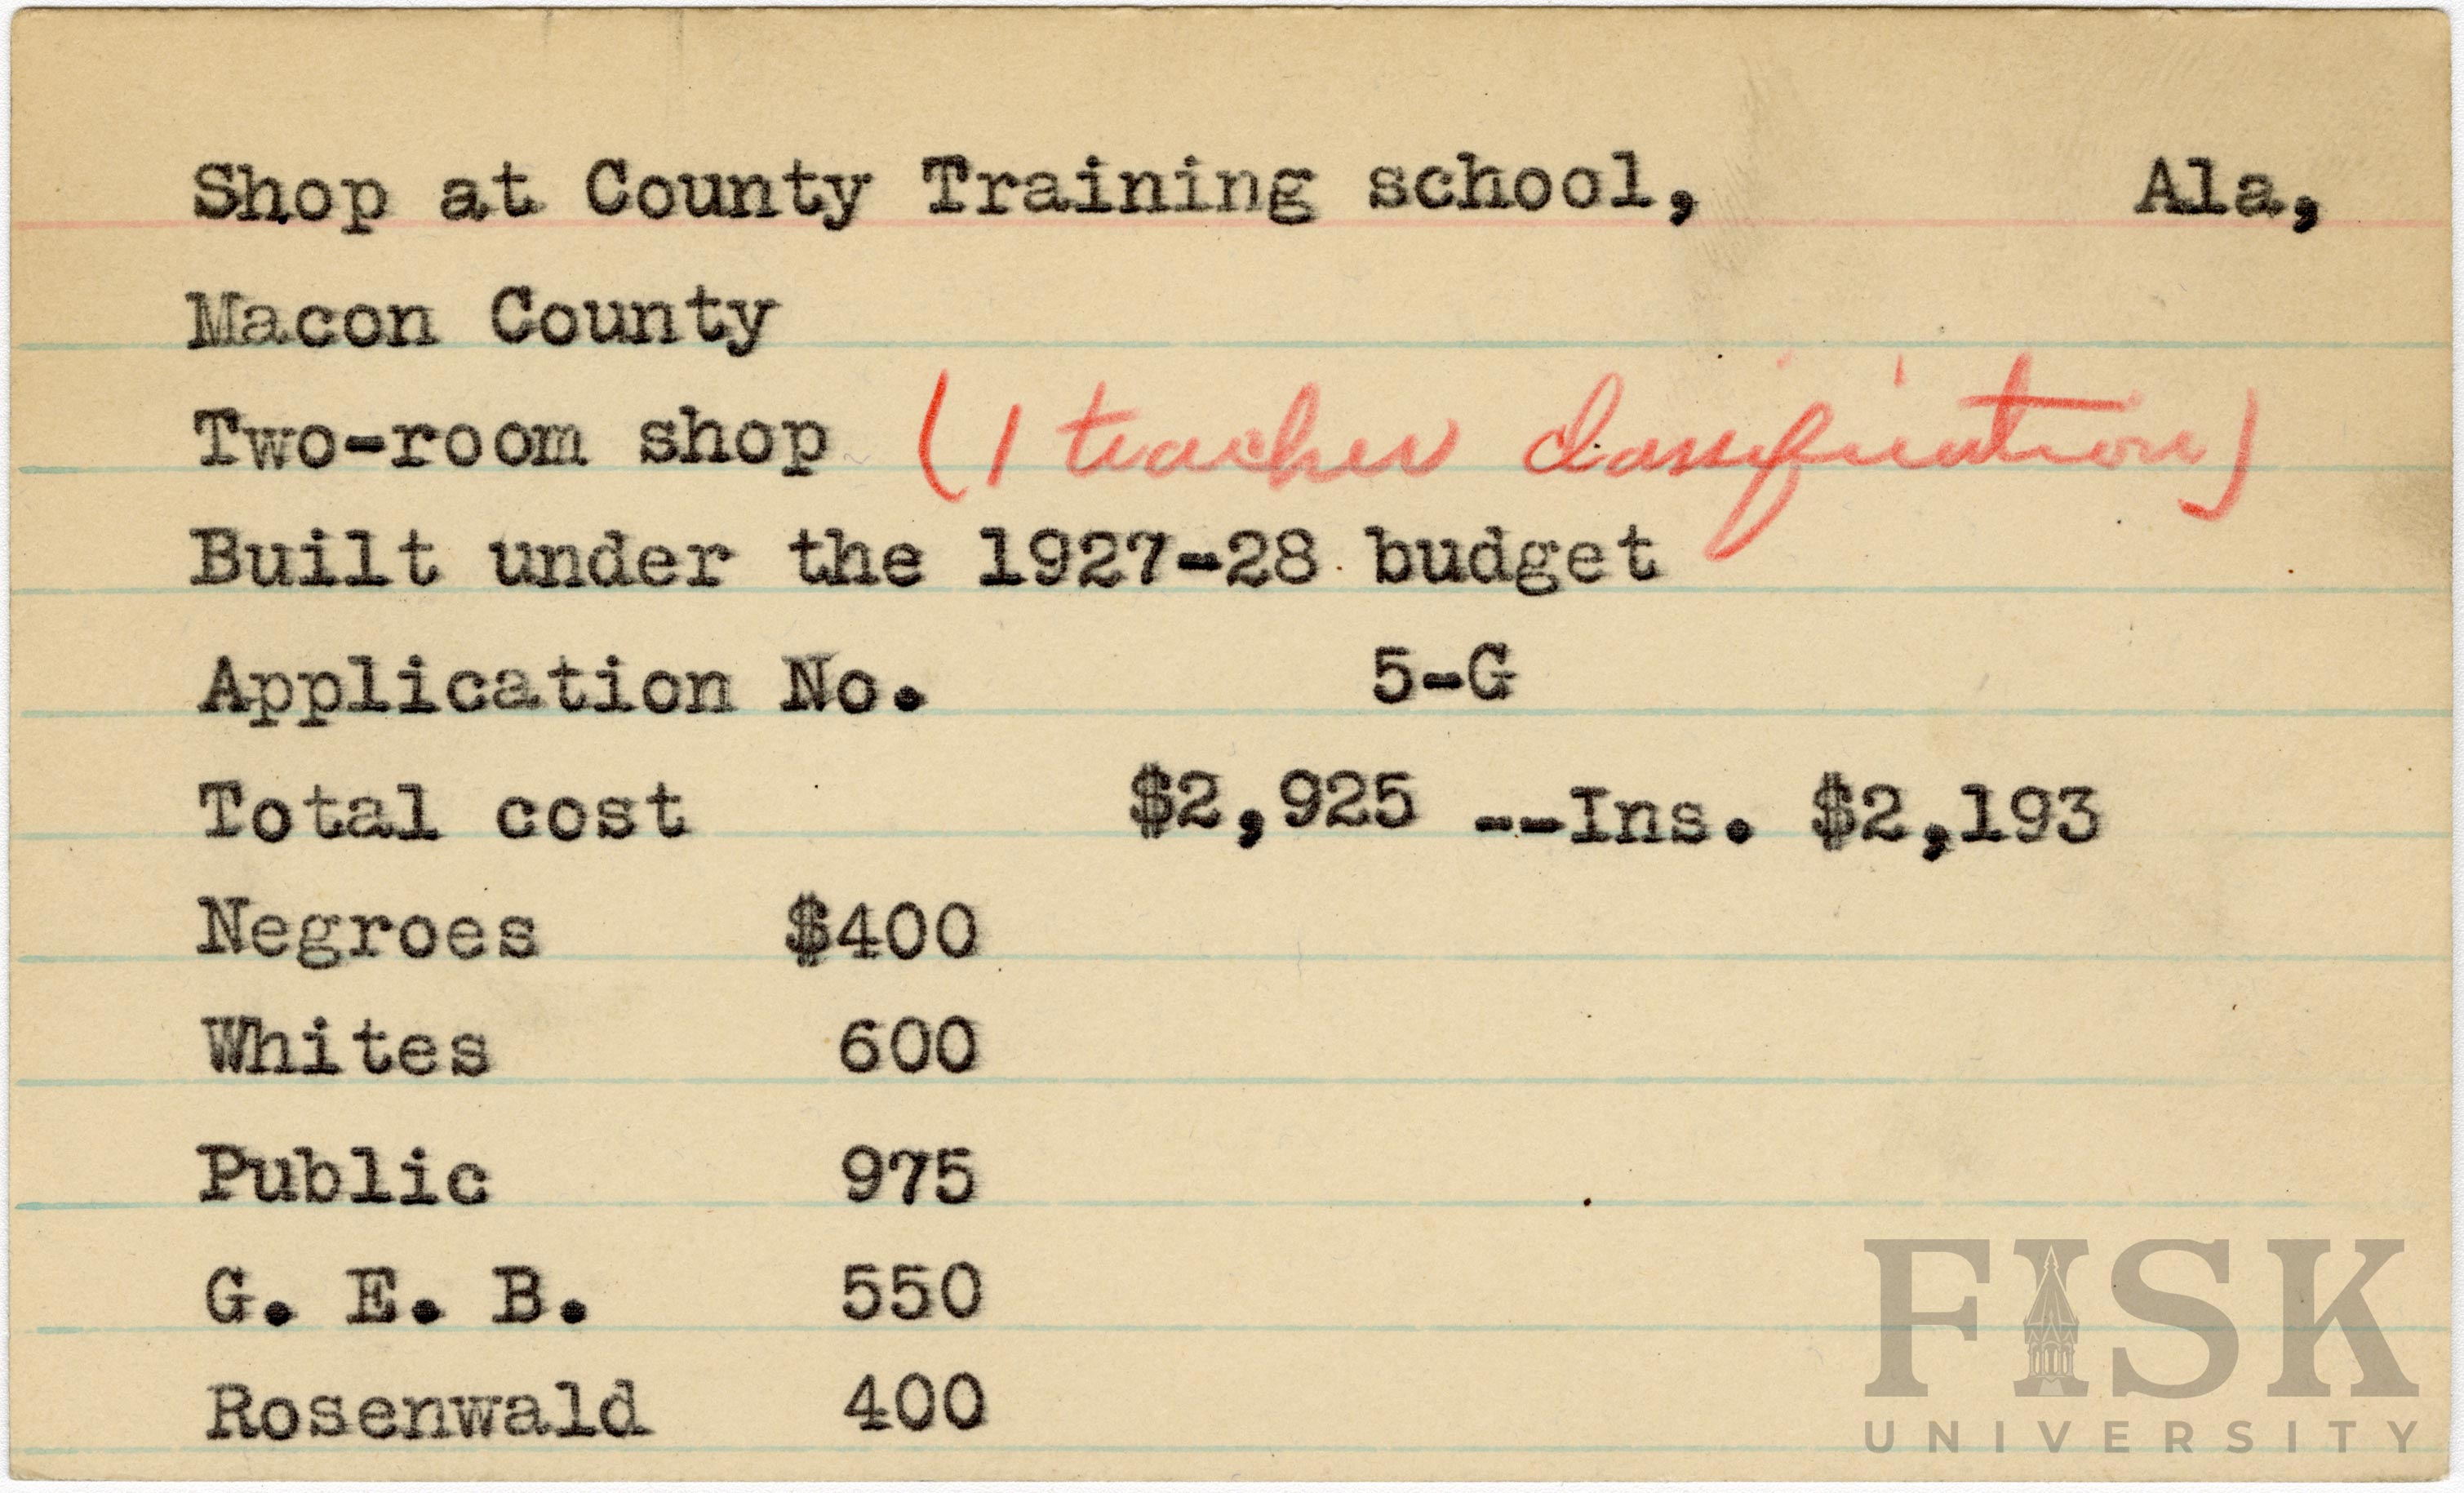 Shop at County Training school, Ala,
Macon County
Two-room shop (1 teacher classification)
Built under the 1927-28 budget
Application No. 5-G
Total cost $2,925 --Ins. $2,193
Negroes $400
Whites 600
Public 975
G. E. B. 550
Rosenwald 400
FISK
UNIVERSITY